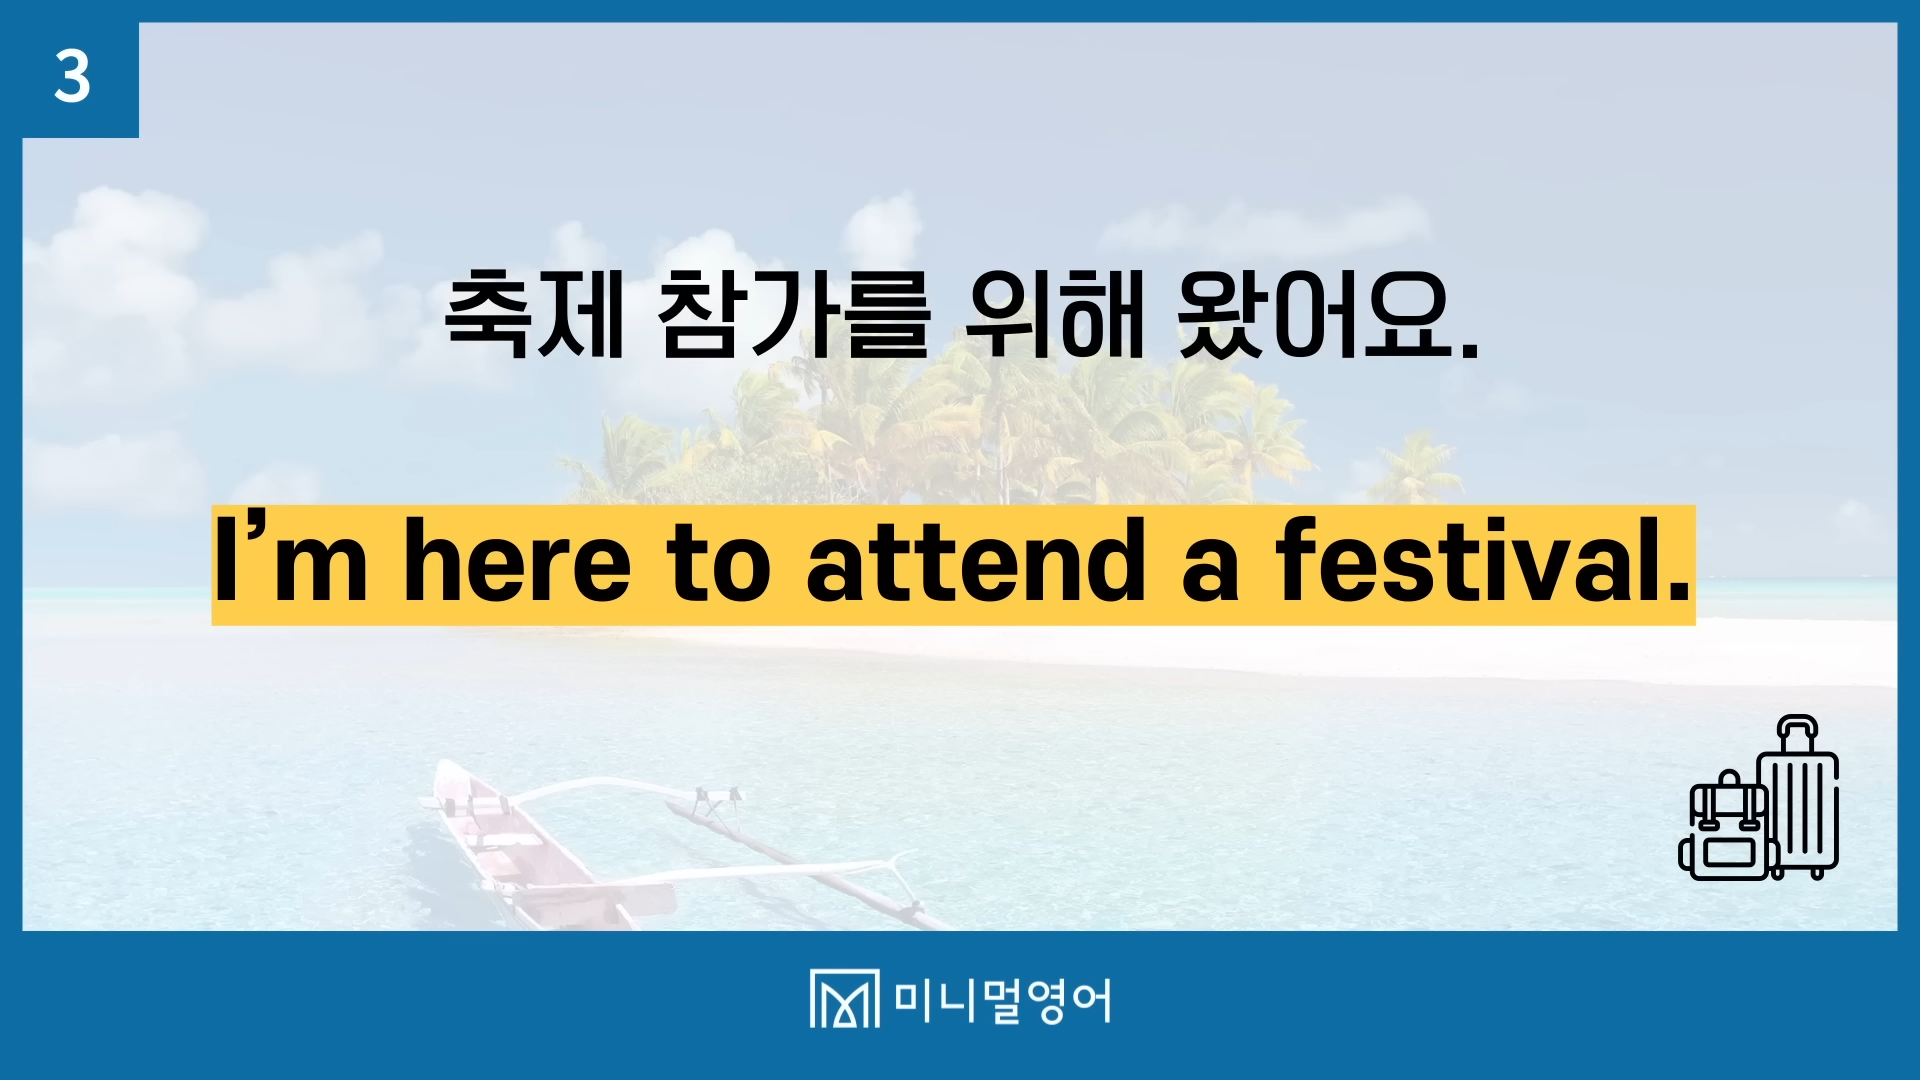 3
축제 참가를 위해 왔어요.
I’m here to attend a festival.
미니멀영어